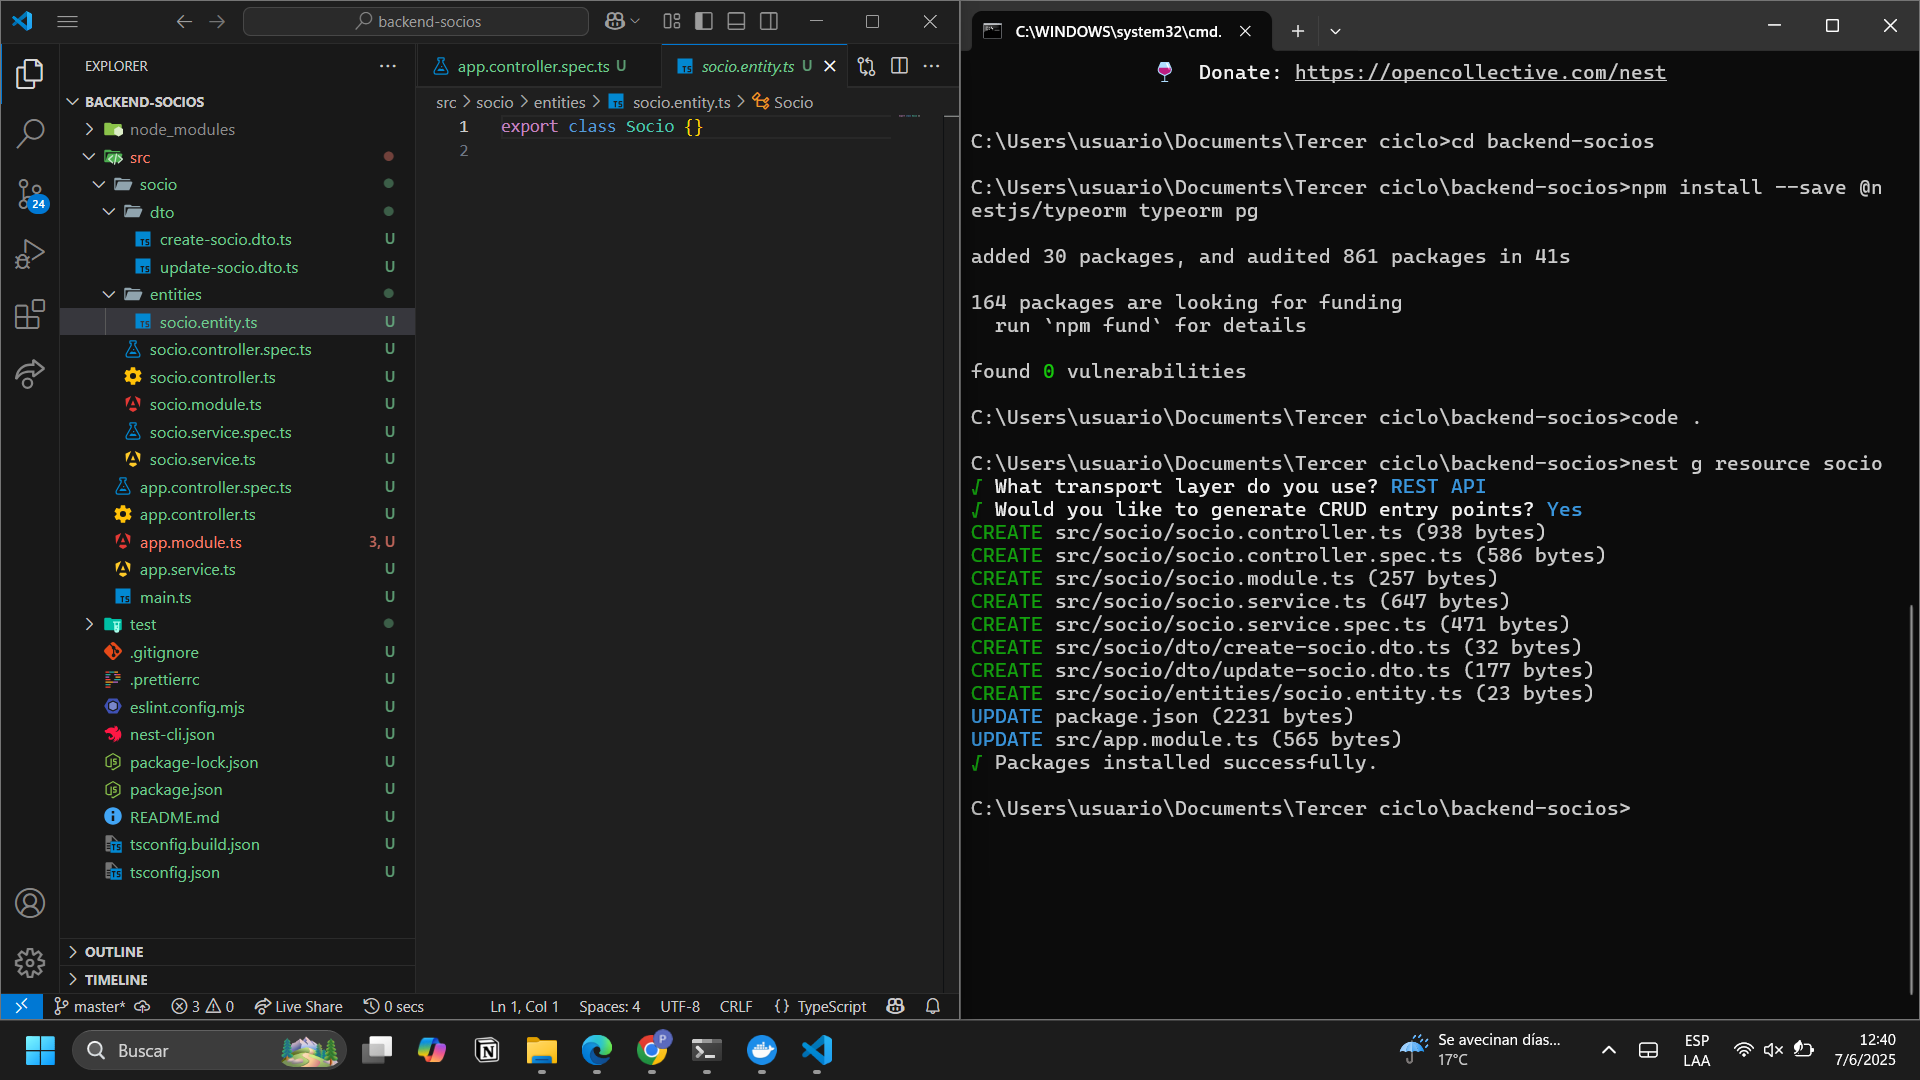 backend-socios
EXPLORER
BACKEND-SOCIOS
node_modules
src
socio
dto
create-socio.dto.ts U
update-socio.dto.ts U
entities
socio.entity.ts U
socio.controller.spec.ts U
socio.controller.ts U
socio.module.ts U
socio.service.spec.ts U
socio.service.ts U
app.controller.spec.ts U
app.controller.ts U
app.module.ts 3, U
app.service.ts U
main.ts U
test
.gitignore U
.prettierrc U
eslint.config.mjs U
nest-cli.json U
package-lock.json U
package.json U
README.md U
tsconfig.build.json U
tsconfig.json U
OUTLINE
TIMELINE
24
app.controller.spec.ts U
socio.entity.ts U
src > socio > entities > socio.entity.ts > Socio
1 export class Socio {}
2
master* 3 0 Live Share 0 secs Ln 1, Col 1 Spaces: 4 UTF-8 CRLF {} TypeScript
C:\WINDOWS\system32\cmd.
Donate: https://opencollective.com/nest
C:\Users\usuario\Documents\Tercer ciclo>cd backend-socios
C:\Users\usuario\Documents\Tercer ciclo\backend-socios>npm install --save @n
estjs/typeorm typeorm pg
added 30 packages, and audited 861 packages in 41s
164 packages are looking for funding
run `npm fund` for details
found 0 vulnerabilities
C:\Users\usuario\Documents\Tercer ciclo\backend-socios>code .
C:\Users\usuario\Documents\Tercer ciclo\backend-socios>nest g resource socio
√ What transport layer do you use? REST API
√ Would you like to generate CRUD entry points? Yes
CREATE src/socio/socio.controller.ts (938 bytes)
CREATE src/socio/socio.controller.spec.ts (586 bytes)
CREATE src/socio/socio.module.ts (257 bytes)
CREATE src/socio/socio.service.ts (647 bytes)
CREATE src/socio/socio.service.spec.ts (471 bytes)
CREATE src/socio/dto/create-socio.dto.ts (32 bytes)
CREATE src/socio/dto/update-socio.dto.ts (177 bytes)
CREATE src/socio/entities/socio.entity.ts (23 bytes)
UPDATE package.json (2231 bytes)
UPDATE src/app.module.ts (565 bytes)
√ Packages installed successfully.
C:\Users\usuario\Documents\Tercer ciclo\backend-socios>
Buscar
P
Se avecinan días...
17°C
ESP
LAA
12:40
7/6/2025